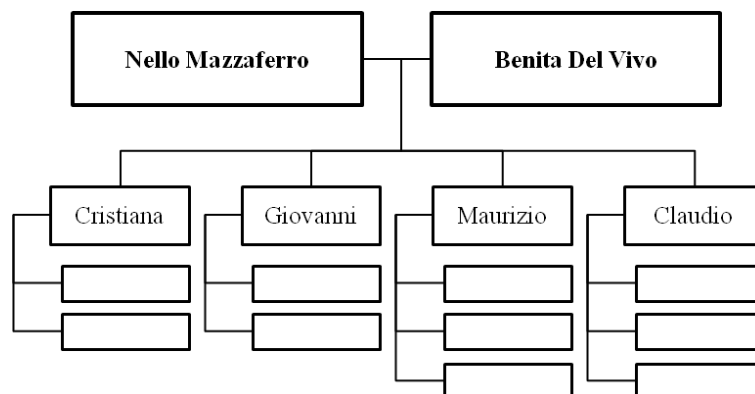 Nello Mazzaferro
Benita Del Vivo
Cristiana
Giovanni
Maurizio
Claudio